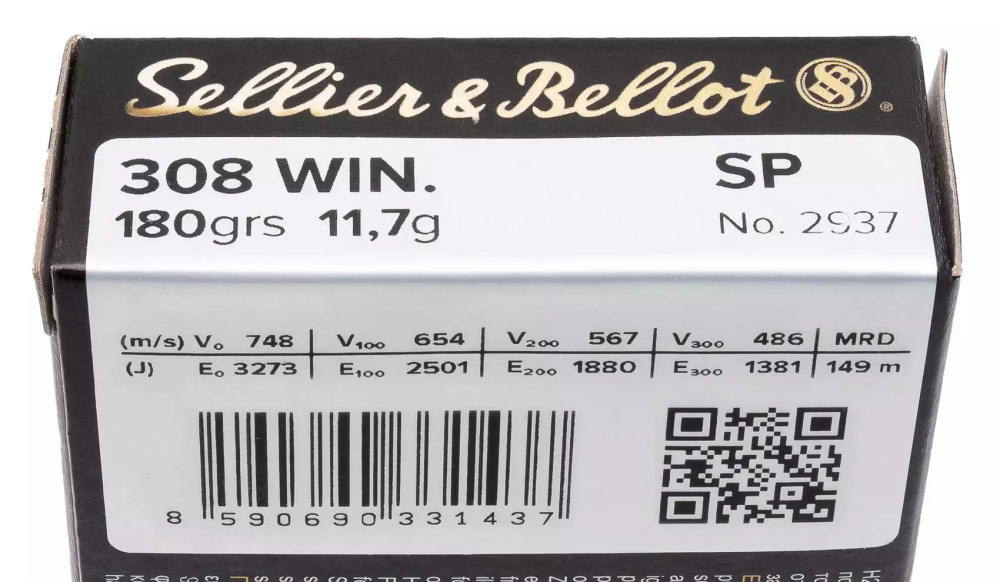 Sellier & Bellot SB ®
308 WIN. SP
180grs 11,7g No. 2937
(m/s) V₀ 748 V₁₀₀ 654 V₂₀₀ 567 V₃₀₀ 486 MRD
(J) E₀ 3273 E₁₀₀ 2501 E₂₀₀ 1880 E₃₀₀ 1381 149 m
8 590690 331437